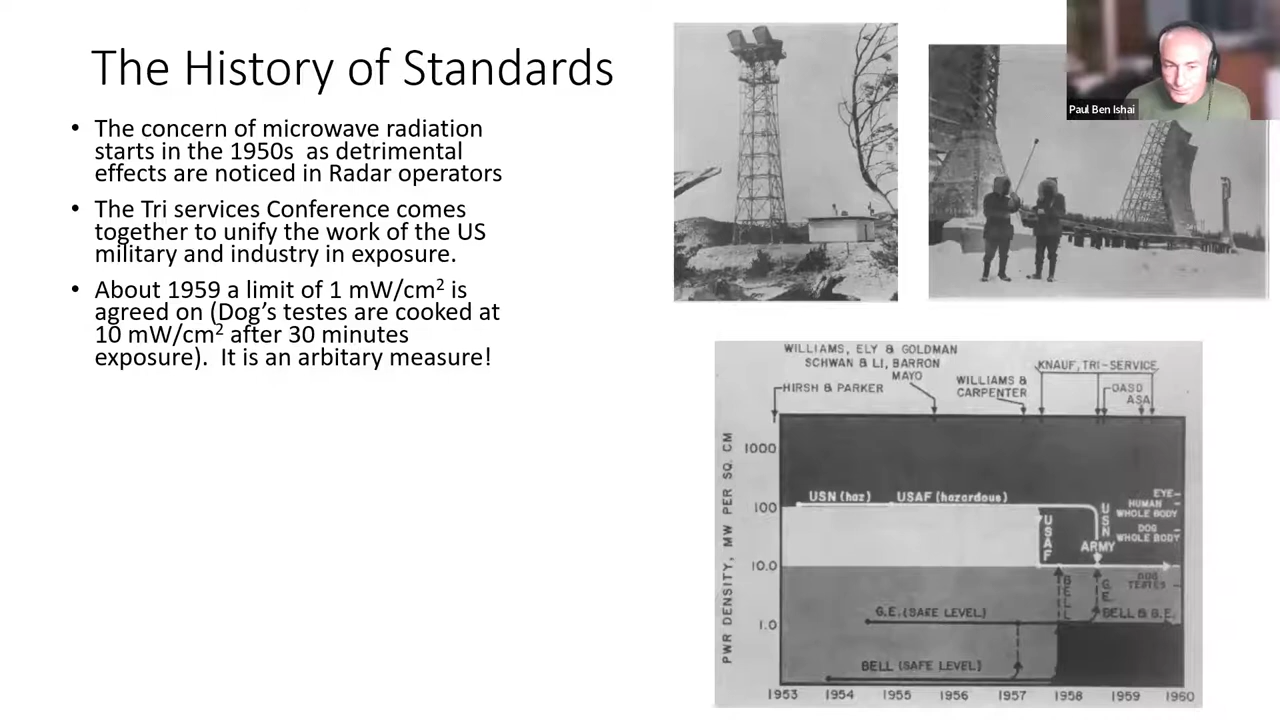 The History of Standards
• The concern of microwave radiation
starts in the 1950s as detrimental
effects are noticed in Radar operators
• The Tri services Conference comes
together to unify the work of the US
military and industry in exposure.
• About 1959 a limit of 1 mW/cm² is
agreed on (Dog's testes are cooked at
10 mW/cm² after 30 minutes
exposure). It is an arbitary measure!
Paul Ben Ishai
WILLIAMS, ELY & GOLDMAN
SCHWAN & LI, BARRON
MAYO
HIRSH & PARKER
WILLIAMS &
CARPENTER
KNAUF, TRI-SERVICE
OASD
ASA
PWR DENSITY, MW PER SQ. CM
1000
100
10.0
1.0
USN (haz)
USAF (hazardous)
USAF
USN
ARMY
EYE
HUMAN
WHOLE BODY
DOG
WHOLE BODY
DOG
TESTES
BELL
G.E.
G.E. (SAFE LEVEL)
BELL & G.E.
BELL (SAFE LEVEL)
1953 1954 1955 1956 1957 1958 1959 1960